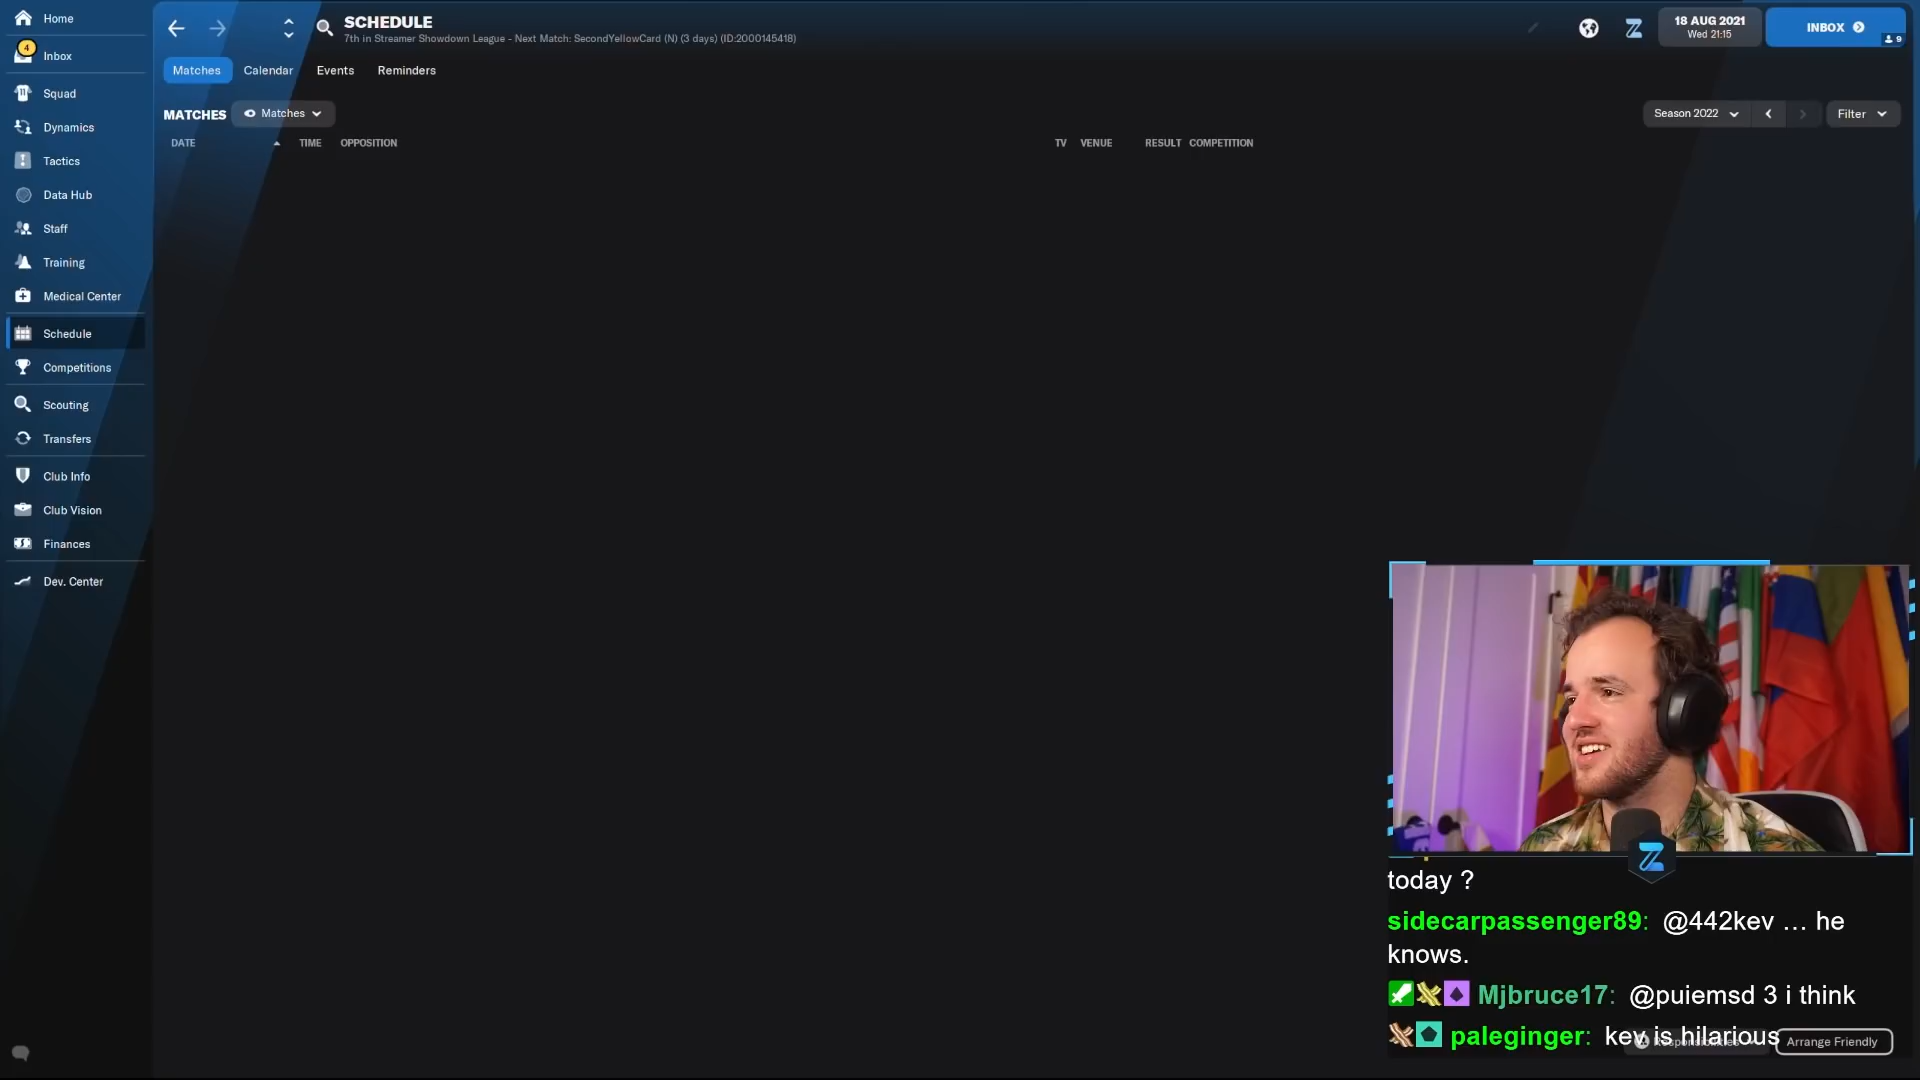 Home
SCHEDULE
7th in Streamer Showdown League - Next Match: SecondYellowCard (N) (3 days) (ID:2000145418)
18 AUG 2021
Wed 21:15
INBOX
9
4
Inbox
Matches
Calendar
Events
Reminders
Squad
MATCHES
Matches
Season 2022
Filter
Dynamics
DATE
TIME
OPPOSITION
TV
VENUE
RESULT
COMPETITION
Tactics
Data Hub
Staff
Training
Medical Center
Schedule
Competitions
Scouting
Transfers
Club Info
Club Vision
Finances
Dev. Center
today ?
sidecarpassenger89: @442kev ... he
knows.
Mjbruce17: @puiemsd 3 i think
paleginger: kev is hilarious
Responsibilities
Arrange Friendly